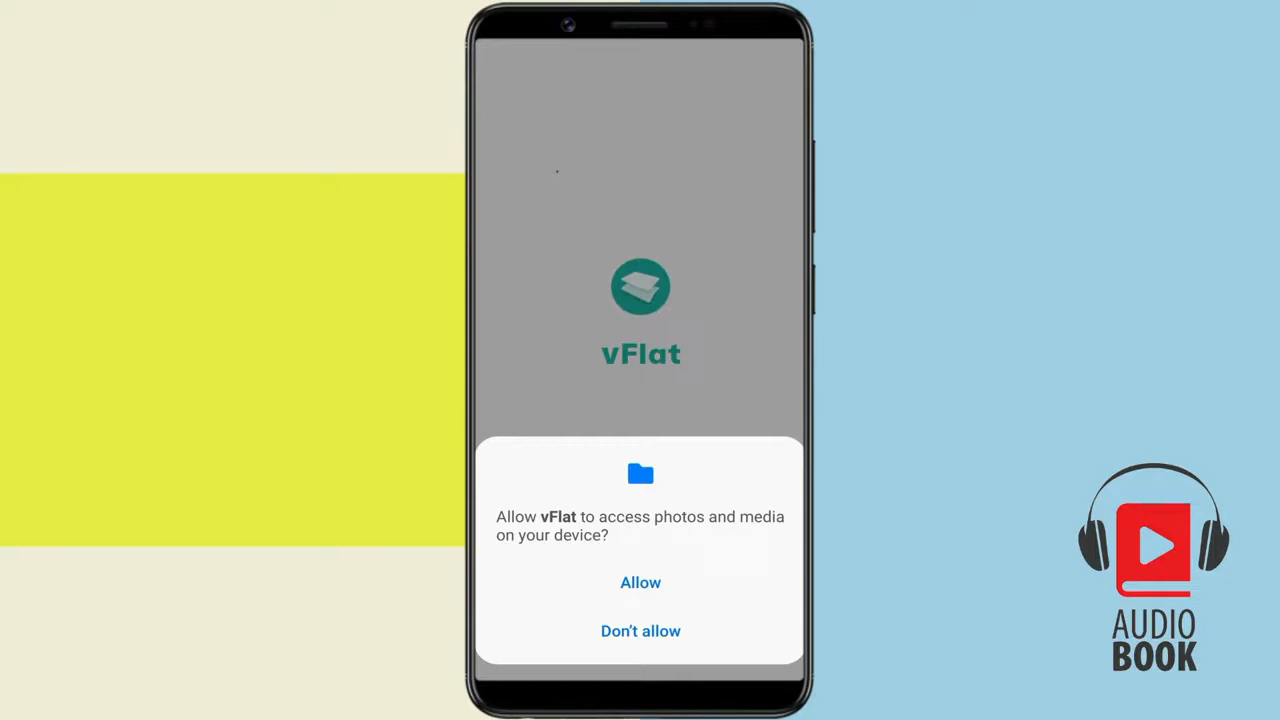 vFlat
Allow vFlat to access photos and media
on your device?
Allow
Don't allow
AUDIO
BOOK